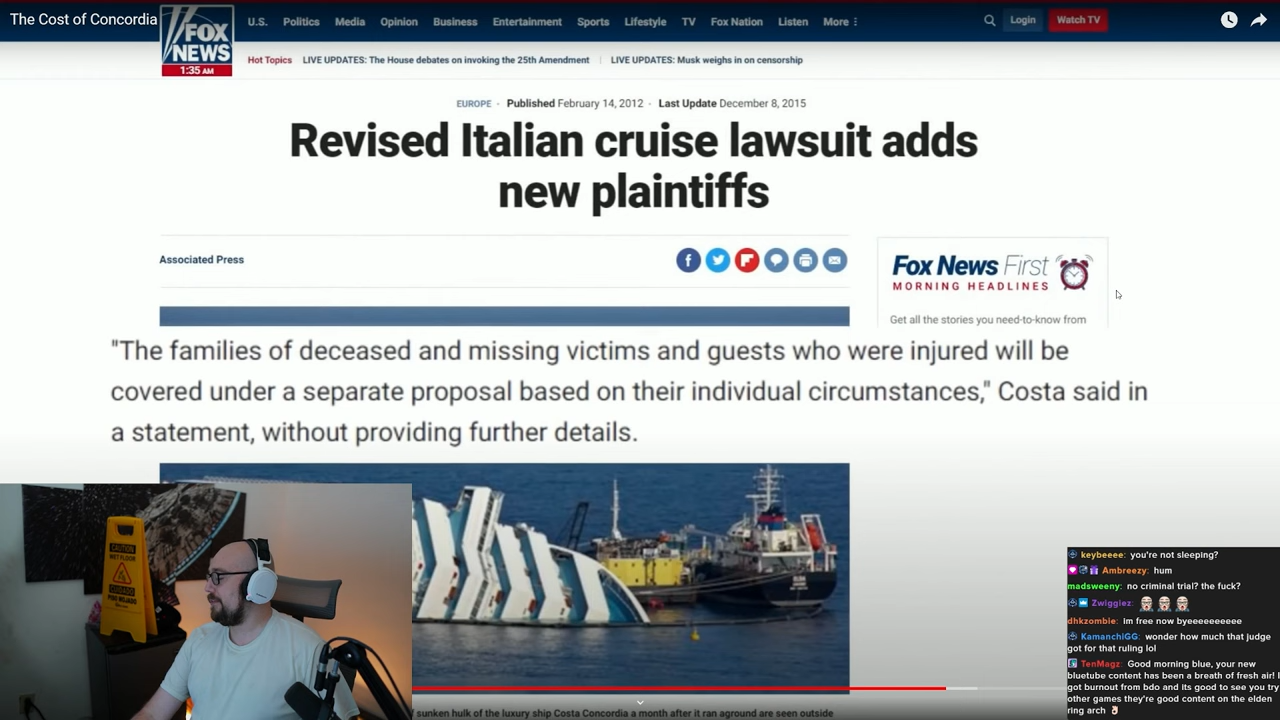 The Cost of Concordia
FOX
NEWS
1:35 AM
U.S. Politics Media Opinion Business Entertainment Sports Lifestyle TV Fox Nation Listen More
Login
Watch TV
Hot Topics LIVE UPDATES: The House debates on invoking the 25th Amendment LIVE UPDATES: Musk weighs in on censorship
EUROPE · Published February 14, 2012 · Last Update December 8, 2015
Revised Italian cruise lawsuit adds
new plaintiffs
Associated Press
Fox News First
MORNING HEADLINES
Get all the stories you need-to-know from
"The families of deceased and missing victims and guests who were injured will be
covered under a separate proposal based on their individual circumstances," Costa said in
a statement, without providing further details.
CAUTION
WET FLOOR
CUIDADO
PISO MOJADO
sunken hulk of the luxury ship Costa Concordia a month after it ran aground are seen outside
keybeeee: you're not sleeping?
Ambreezy: hum
madsweeny: no criminal trial? the fuck?
Zwiggiez:
dhkzombie: im free now byeeeeeeeeee
KamanchiGG: wonder how much that judge
got for that ruling lol
TenMagz: Good morning blue, your new
bluetube content has been a breath of fresh air! I
got burnout from bdo and its good to see you try
other games they're good content on the elden
ring arch